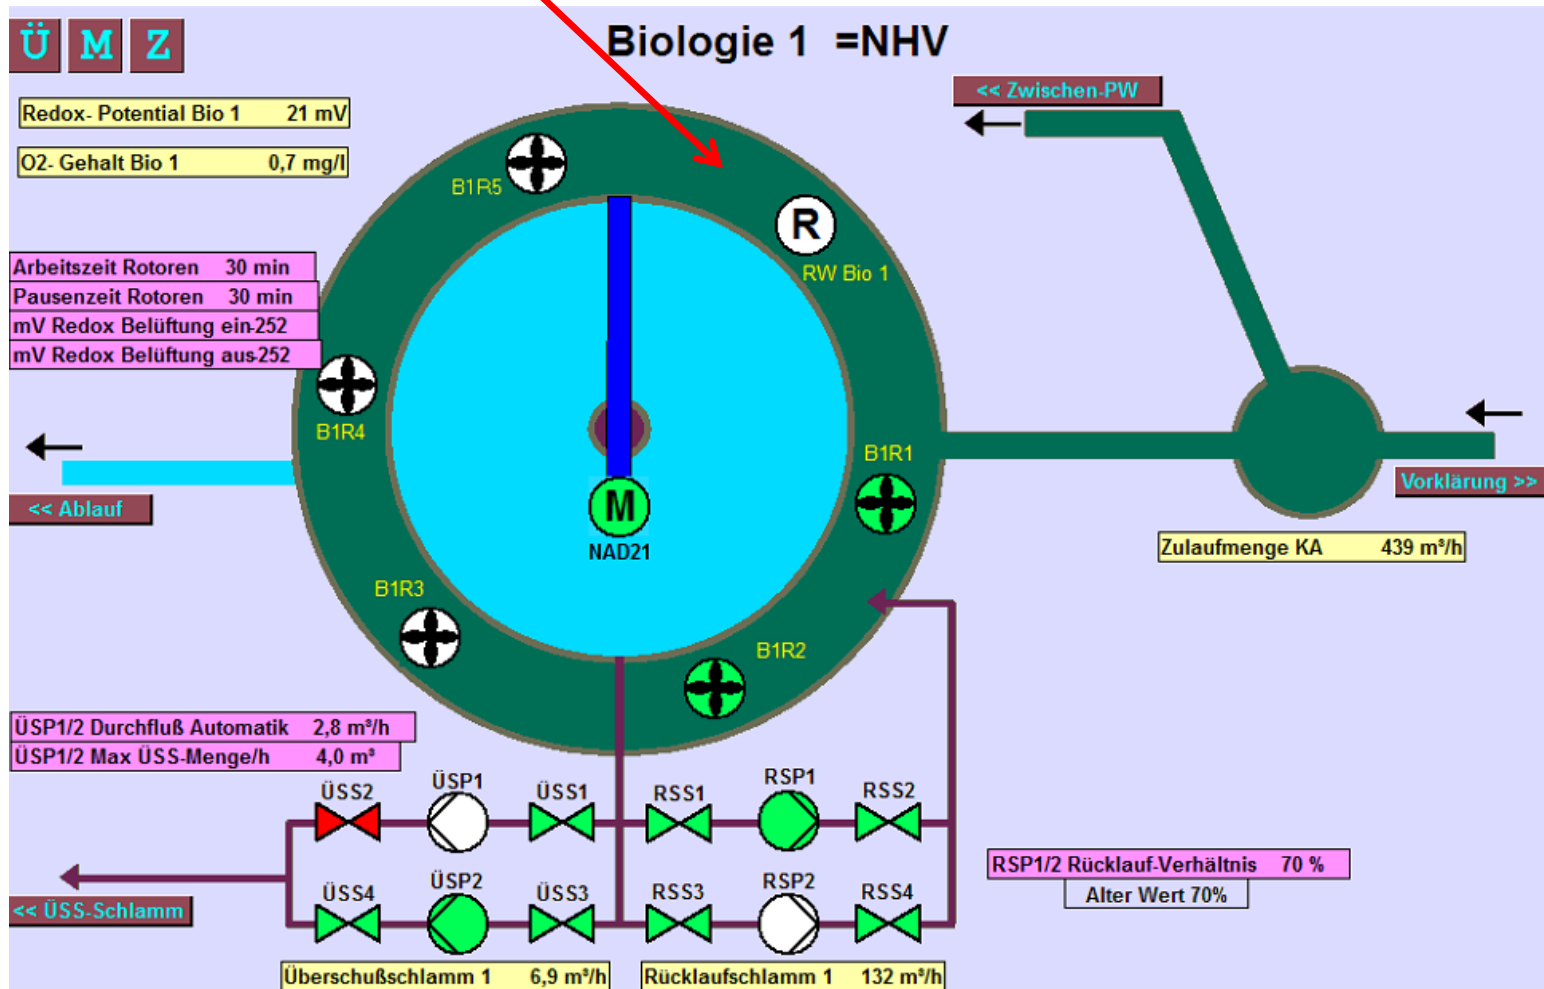 Ü M Z
Biologie 1 =NHV
<< Zwischen-PW
Redox- Potential Bio 1 21 mV
O2- Gehalt Bio 1 0,7 mg/l
B1R5
R
RW Bio 1
Arbeitszeit Rotoren 30 min
Pausenzeit Rotoren 30 min
mV Redox Belüftung ein-252
mV Redox Belüftung aus-252
B1R4
B1R1
<< Ablauf
Vorklärung >>
M
NAD21
Zulaufmenge KA 439 m³/h
B1R3
B1R2
ÜSP1/2 Durchfluß Automatik 2,8 m³/h
ÜSP1/2 Max ÜSS-Menge/h 4,0 m³
ÜSS2 ÜSP1 ÜSS1 RSS1 RSP1 RSS2
RSP1/2 Rücklauf-Verhältnis 70 %
Alter Wert 70%
ÜSS4 ÜSP2 ÜSS3 RSS3 RSP2 RSS4
<< ÜSS-Schlamm
Überschußschlamm 1 6,9 m³/h
Rücklaufschlamm 1 132 m³/h